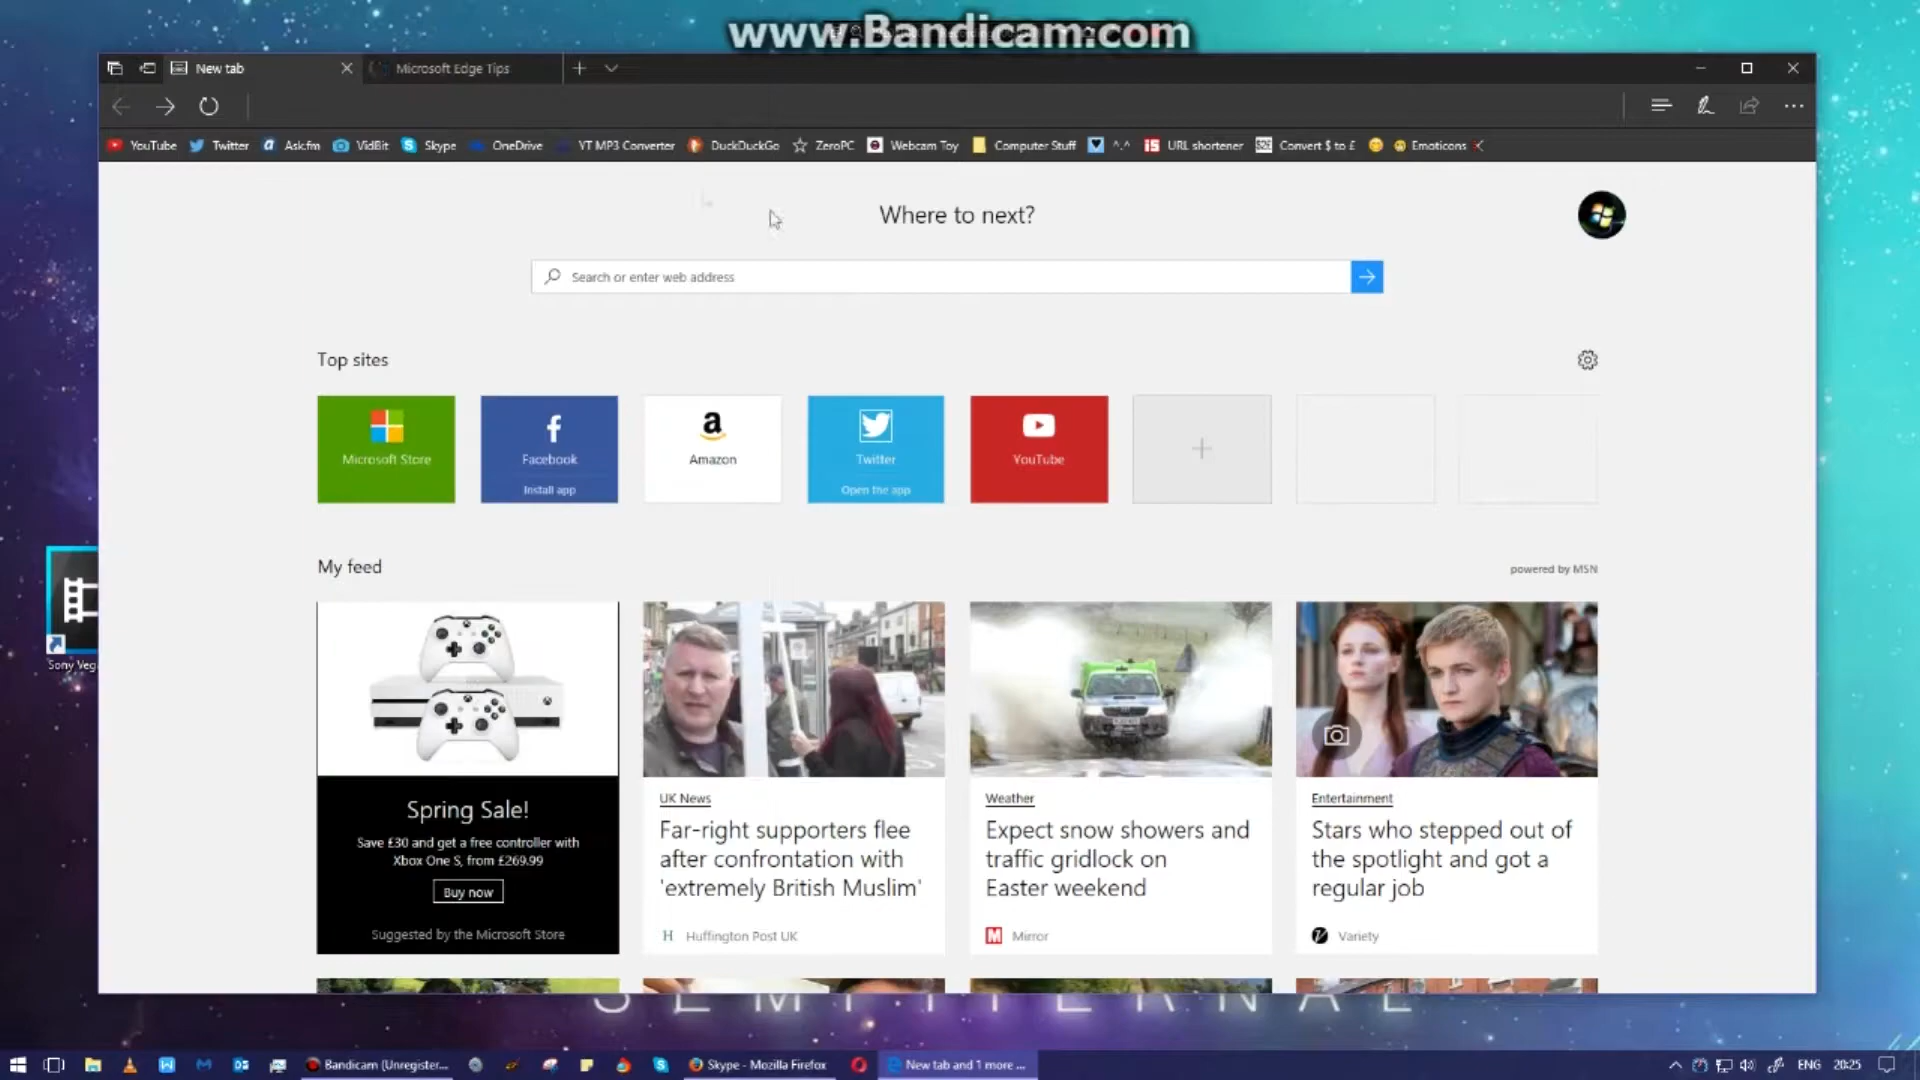 www.Bandicam.com
New tab
Microsoft Edge Tips
YouTube
Twitter
Ask.fm
VidBit
Skype
OneDrive
YT MP3 Converter
DuckDuckGo
ZeroPC
Webcam Toy
Computer Stuff
^.^
URL shortener
Convert $ to £
Emoticons
Where to next?
Search or enter web address
Top sites
Microsoft Store
Facebook
Install app
Amazon
Twitter
Open the app
YouTube
My feed
powered by MSN
Spring Sale!
Save £30 and get a free controller with
Xbox One S, from £269.99
Buy now
Suggested by the Microsoft Store
UK News
Far-right supporters flee
after confrontation with
'extremely British Muslim'
H Huffington Post UK
Weather
Expect snow showers and
traffic gridlock on
Easter weekend
M Mirror
Entertainment
Stars who stepped out of
the spotlight and got a
regular job
Variety
Sony Veg
SEMPITERNAL
Bandicam (Unregister...
Skype - Mozilla Firefox
New tab and 1 more ...
ENG
20:25